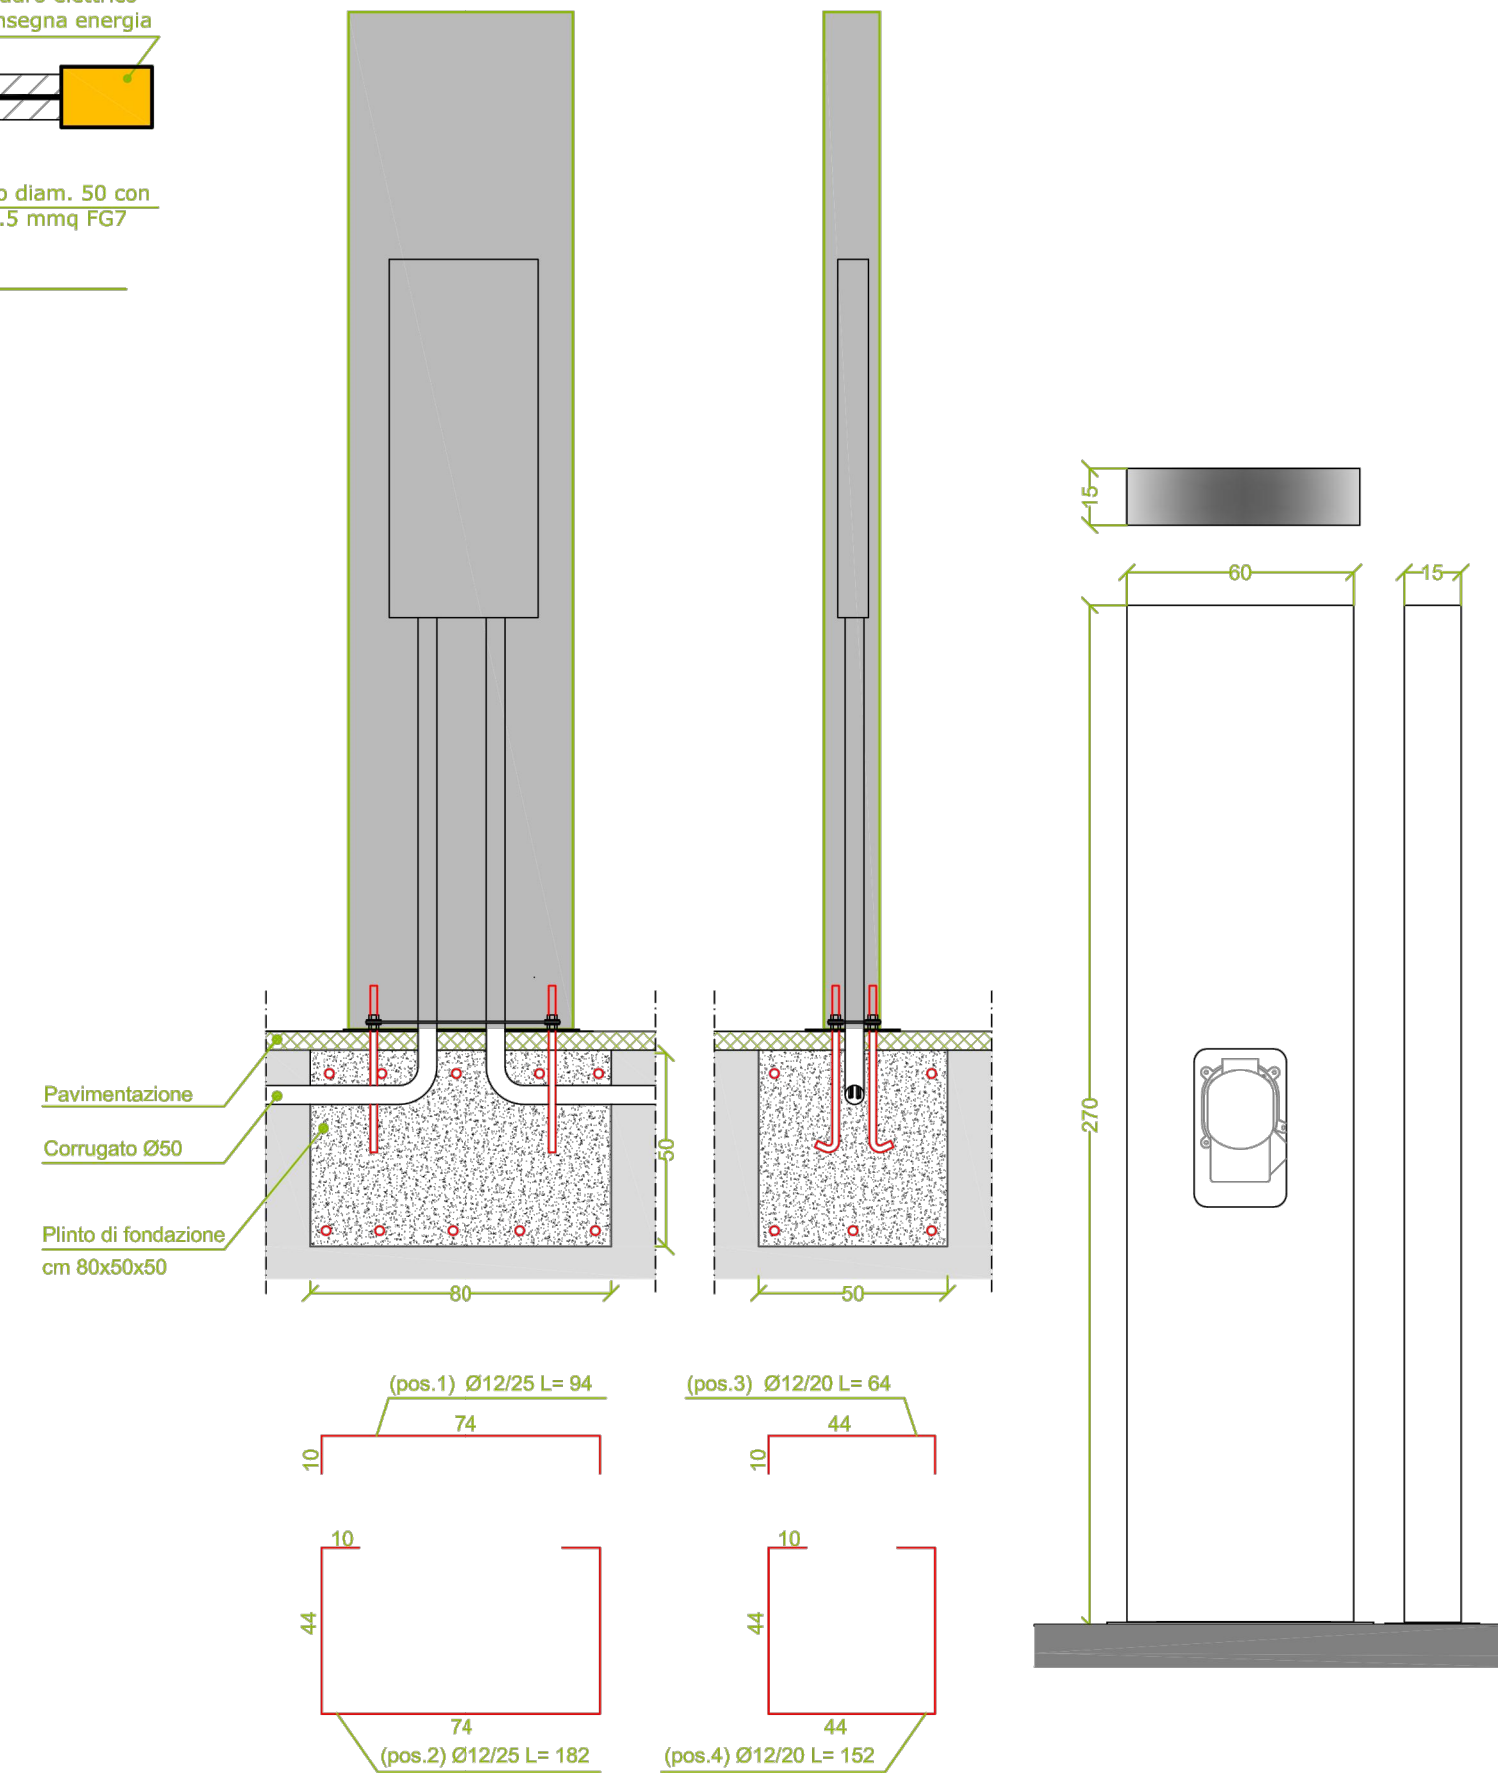 nsegna energia
diam. 50 con
.5 mmq FG7
15
60
15
270
Pavimentazione
Corrugato Ø50
Plinto di fondazione
cm 80x50x50
50
80
50
(pos.1) Ø12/25 L= 94
74
10
(pos.3) Ø12/20 L= 64
44
10
10
44
74
(pos.2) Ø12/25 L= 182
10
44
44
(pos.4) Ø12/20 L= 152